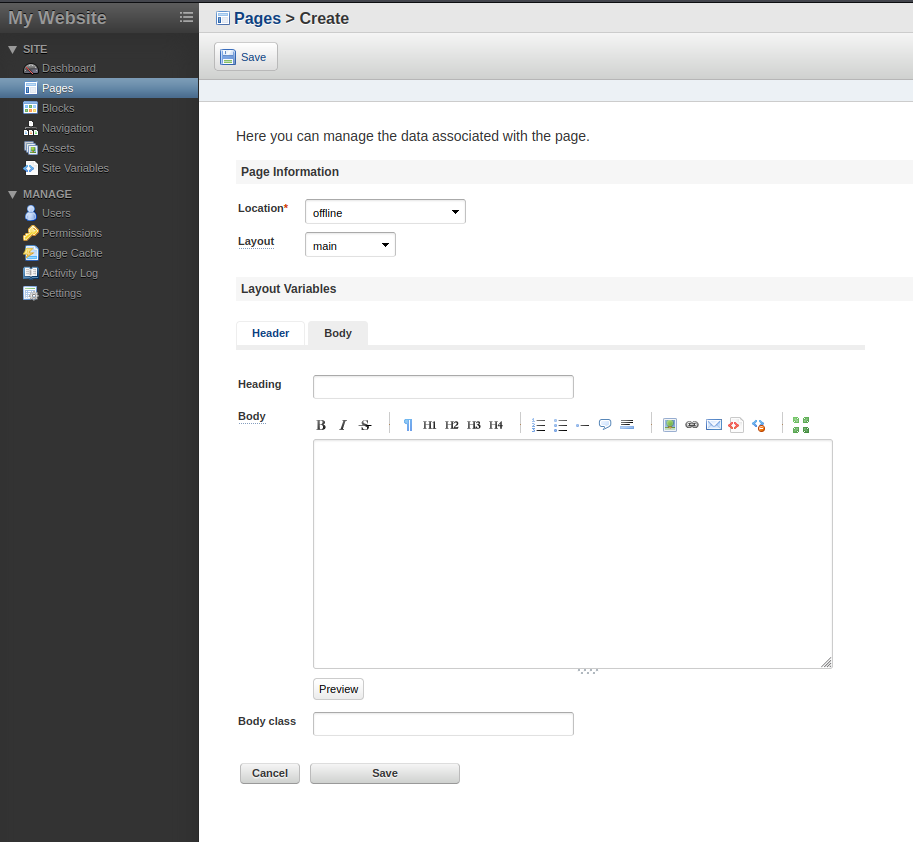 My Website
SITE
Dashboard
Pages
Blocks
Navigation
Assets
Site Variables
MANAGE
Users
Permissions
Page Cache
Activity Log
Settings
Pages > Create
Save
Here you can manage the data associated with the page.
Page Information
Location* offline
Layout main
Layout Variables
Header Body
Heading
Body B I S ¶ H1 H2 H3 H4
Preview
Body class
Cancel Save